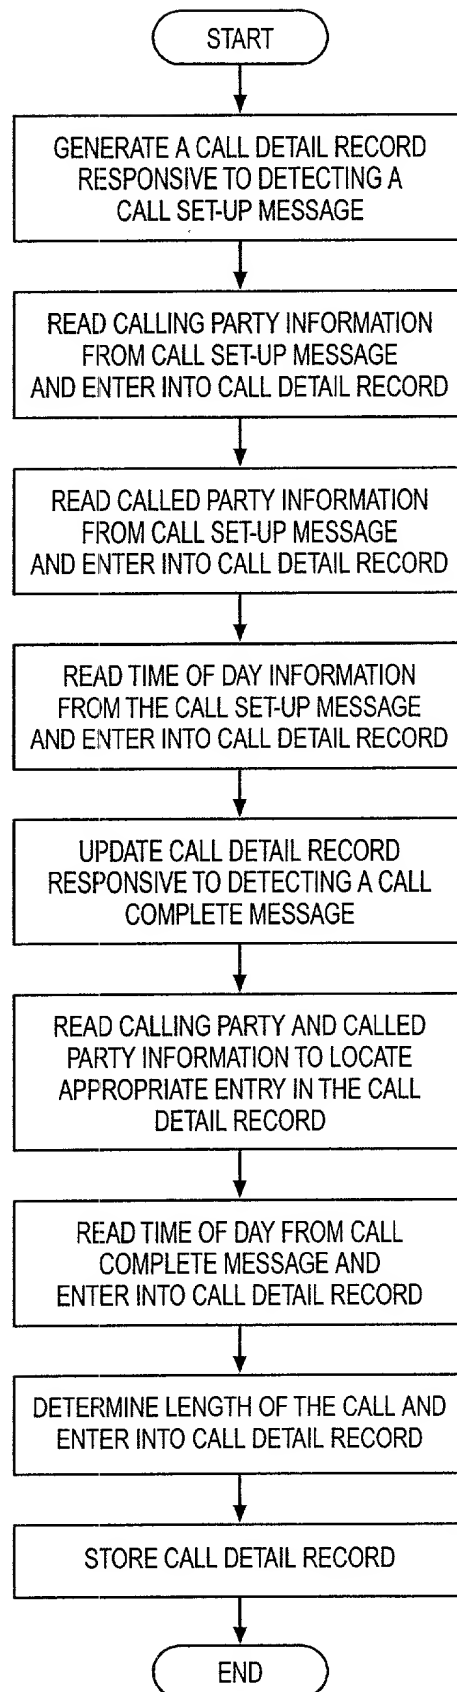 START
GENERATE A CALL DETAIL RECORD
RESPONSIVE TO DETECTING A
CALL SET-UP MESSAGE
READ CALLING PARTY INFORMATION
FROM CALL SET-UP MESSAGE
AND ENTER INTO CALL DETAIL RECORD
READ CALLED PARTY INFORMATION
FROM CALL SET-UP MESSAGE
AND ENTER INTO CALL DETAIL RECORD
READ TIME OF DAY INFORMATION
FROM THE CALL SET-UP MESSAGE
AND ENTER INTO CALL DETAIL RECORD
UPDATE CALL DETAIL RECORD
RESPONSIVE TO DETECTING A CALL
COMPLETE MESSAGE
READ CALLING PARTY AND CALLED
PARTY INFORMATION TO LOCATE
APPROPRIATE ENTRY IN THE CALL
DETAIL RECORD
READ TIME OF DAY FROM CALL
COMPLETE MESSAGE AND
ENTER INTO CALL DETAIL RECORD
DETERMINE LENGTH OF THE CALL AND
ENTER INTO CALL DETAIL RECORD
STORE CALL DETAIL RECORD
END